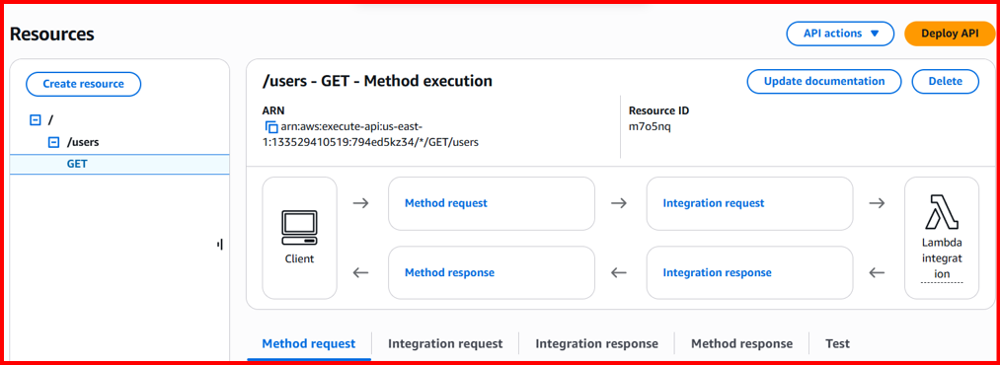 Resources
API actions
Deploy API
Create resource
/
/users
GET
/users - GET - Method execution
Update documentation
Delete
ARN
arn:aws:execute-api:us-east-
1:133529410519:794ed5kz34/*/GET/users
Resource ID
m7o5nq
Client
Method request
Integration request
Method response
Integration response
Lambda
integrat
ion
Method request
Integration request
Integration response
Method response
Test